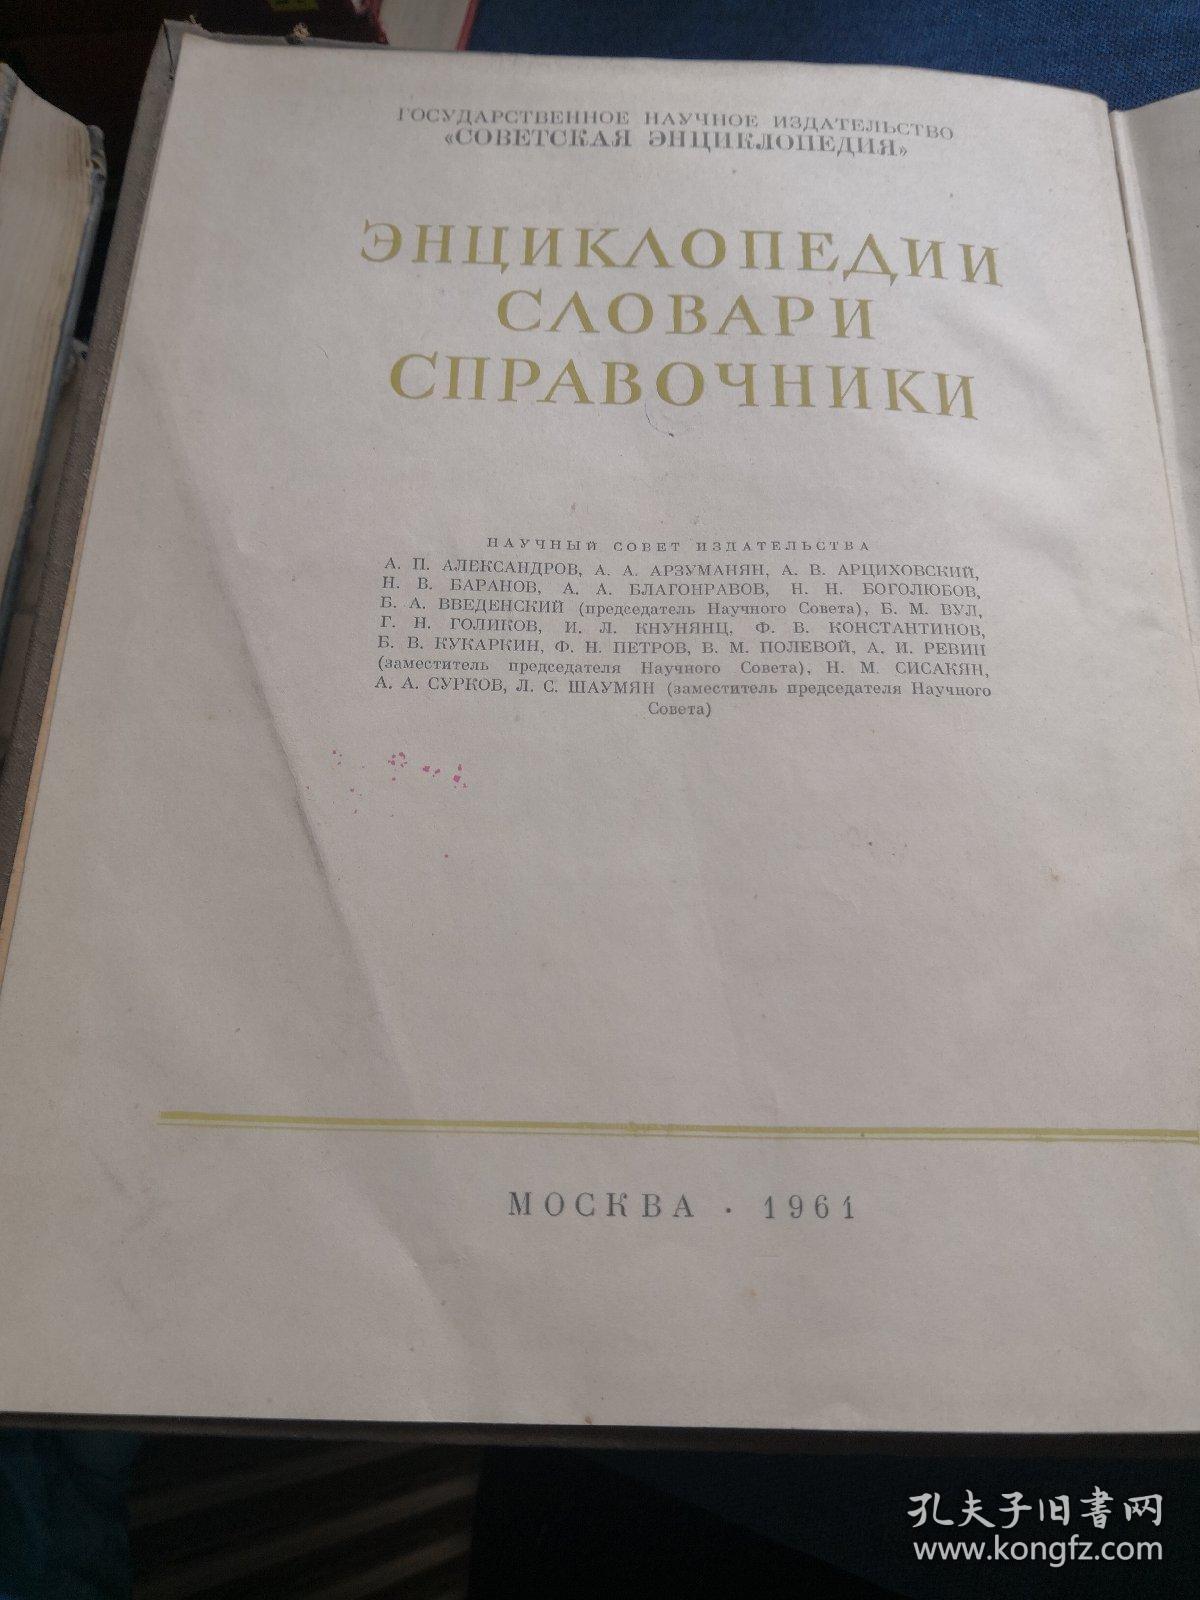 ГОСУДАРСТВЕННОЕ НАУЧНОЕ ИЗДАТЕЛЬСТВО
«СОВЕТСКАЯ ЭНЦИКЛОПЕДИЯ»
ЭНЦИКЛОПЕДИИ
СЛОВАРИ
СПРАВОЧНИКИ
НАУЧНЫЙ СОВЕТ ИЗДАТЕЛЬСТВА
А. П. АЛЕКСАНДРОВ, А. А. АРЗУМАНЯН, А. В. АРЦИХОВСКИЙ,
Н. В. БАРАНОВ, А. А. БЛАГОНРАВОВ, Н. Н. БОГОЛЮБОВ,
Б. А. ВВЕДЕНСКИЙ (председатель Научного Совета), Б. М. ВУЛ,
Г. Н. ГОЛИКОВ, И. Л. КНУНЯНЦ, Ф. В. КОНСТАНТИНОВ,
Б. В. КУКАРКИН, Ф. Н. ПЕТРОВ, В. М. ПОЛЕВОЙ, А. И. РЕВИН
(заместитель председателя Научного Совета), Н. М. СИСАКЯН,
А. А. СУРКОВ, Л. С. ШАУМЯН (заместитель председателя Научного
Совета)
МОСКВА · 1961
孔夫子旧书网
www.kongfz.com